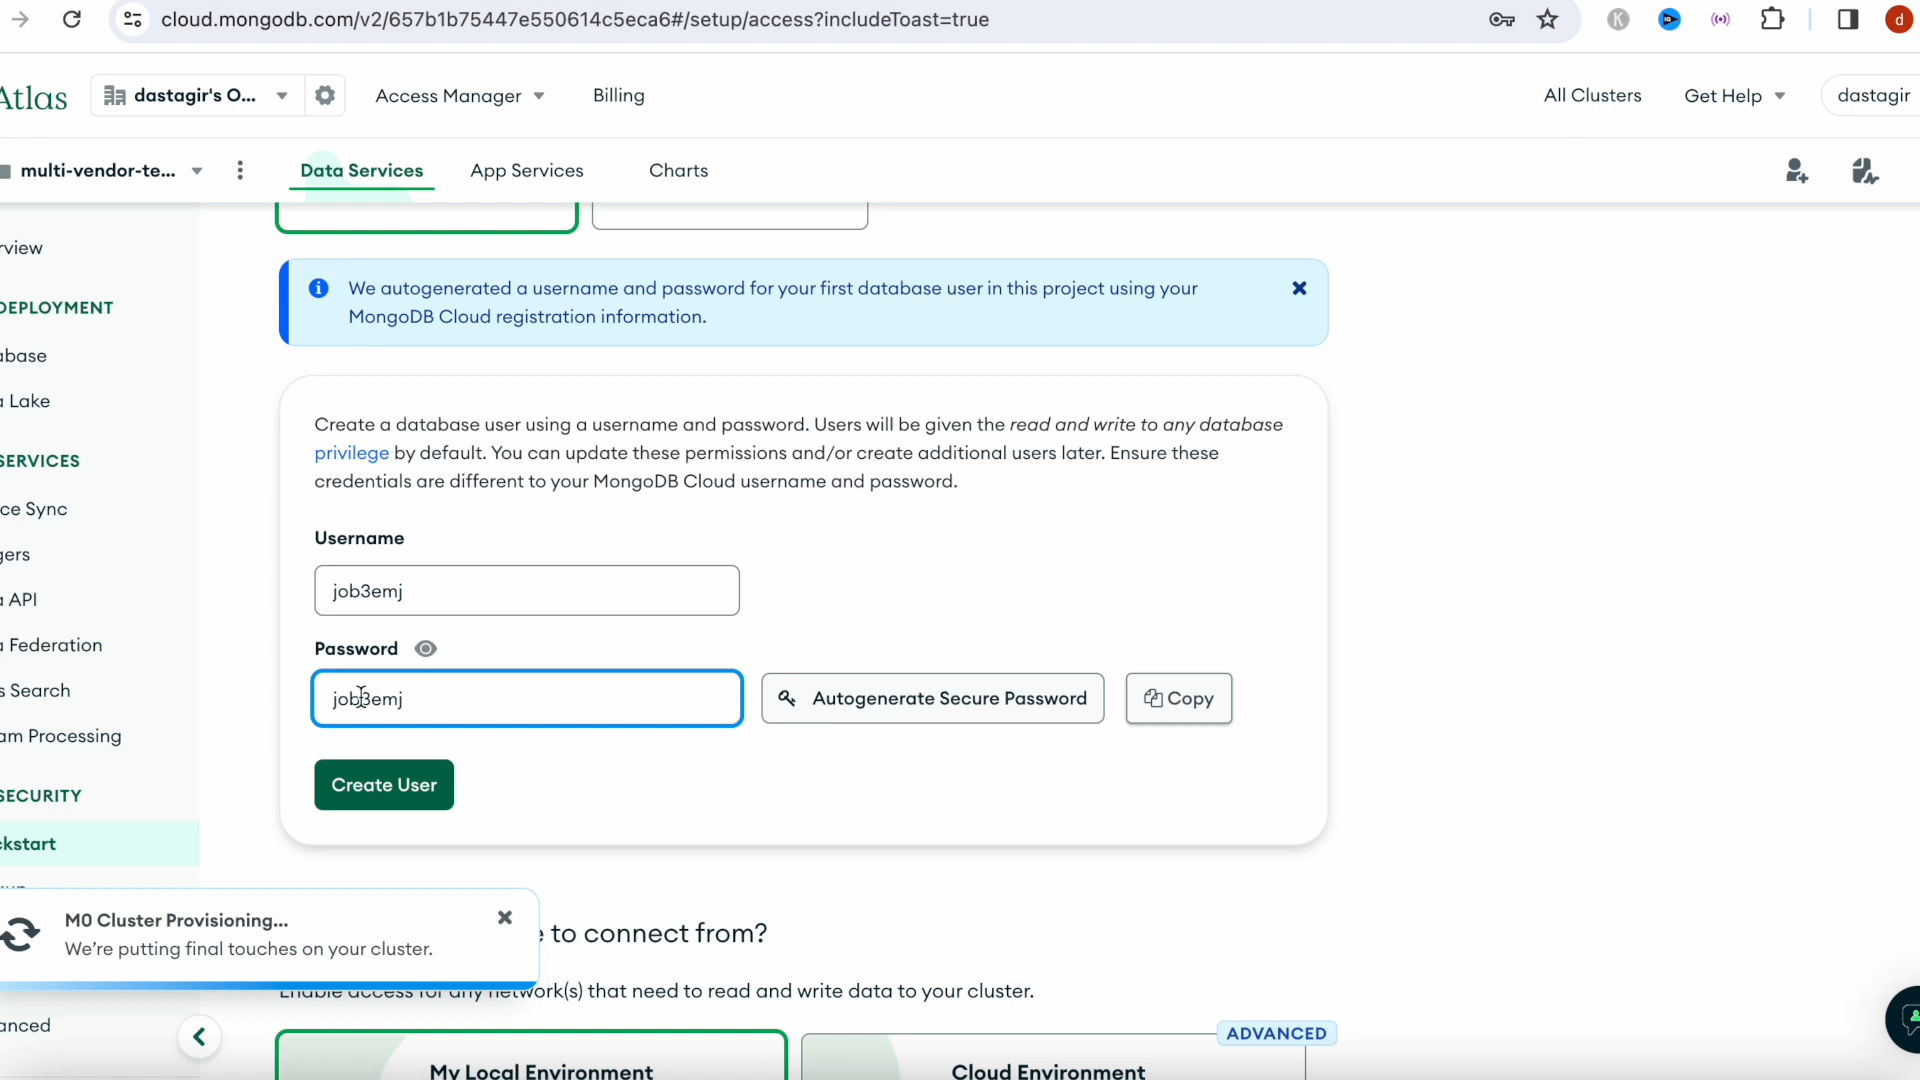 cloud.mongodb.com/v2/657b1b75447e550614c5eca6#/setup/access?includeToast=true
K
d
Atlas
dastagir's O...
Access Manager
Billing
All Clusters
Get Help
dastagir
multi-vendor-te...
Data Services
App Services
Charts
rview
DEPLOYMENT
abase
a Lake
SERVICES
ice Sync
gers
a API
a Federation
s Search
am Processing
SECURITY
ckstart
anced
We autogenerated a username and password for your first database user in this project using your
MongoDB Cloud registration information.
Create a database user using a username and password. Users will be given the read and write to any database
privilege by default. You can update these permissions and/or create additional users later. Ensure these
credentials are different to your MongoDB Cloud username and password.
Username
job3emj
Password
job3emj
Autogenerate Secure Password
Copy
Create User
M0 Cluster Provisioning...
We're putting final touches on your cluster.
e to connect from?
Enable access for any network(s) that need to read and write data to your cluster.
ADVANCED
My Local Environment
Cloud Environment